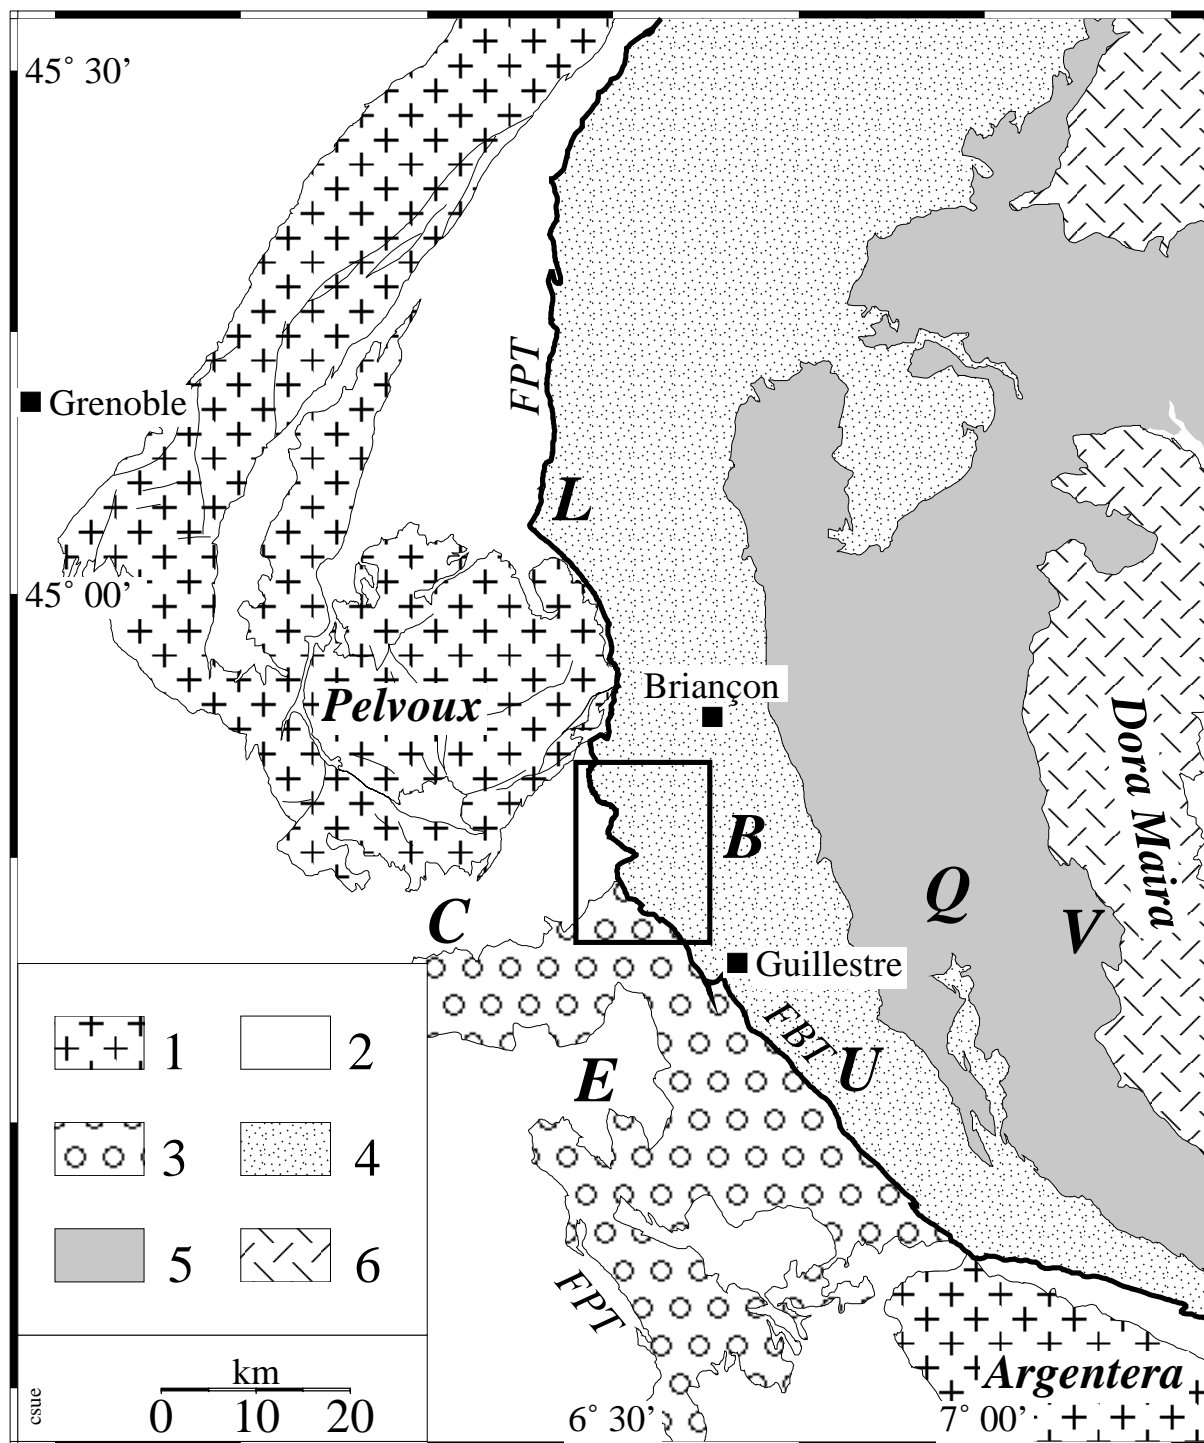 45° 30’
FPT
Grenoble
L
45° 00’
Briançon
Pelvoux
Dora Maira
B
Q
C
V
Guillestre
FBT
U
E
1
2
3
4
5
6
FPT
km
0 10 20
csue
6° 30’
7° 00’
Argentera